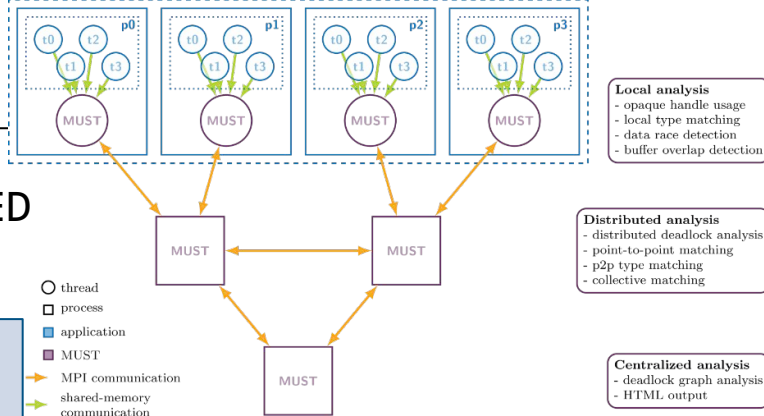 p0
p1
p2
p3
t0
t2
t0
t2
t0
t2
t0
t2
t1
t3
t1
t3
t1
t3
t1
t3
MUST
MUST
MUST
MUST
Local analysis
- opaque handle usage
- local type matching
- data race detection
- buffer overlap detection
ED
MUST
MUST
Distributed analysis
- distributed deadlock analysis
- point-to-point matching
- p2p type matching
- collective matching
thread
process
application
MUST
MPI communication
shared-memory
communication
MUST
Centralized analysis
- deadlock graph analysis
- HTML output